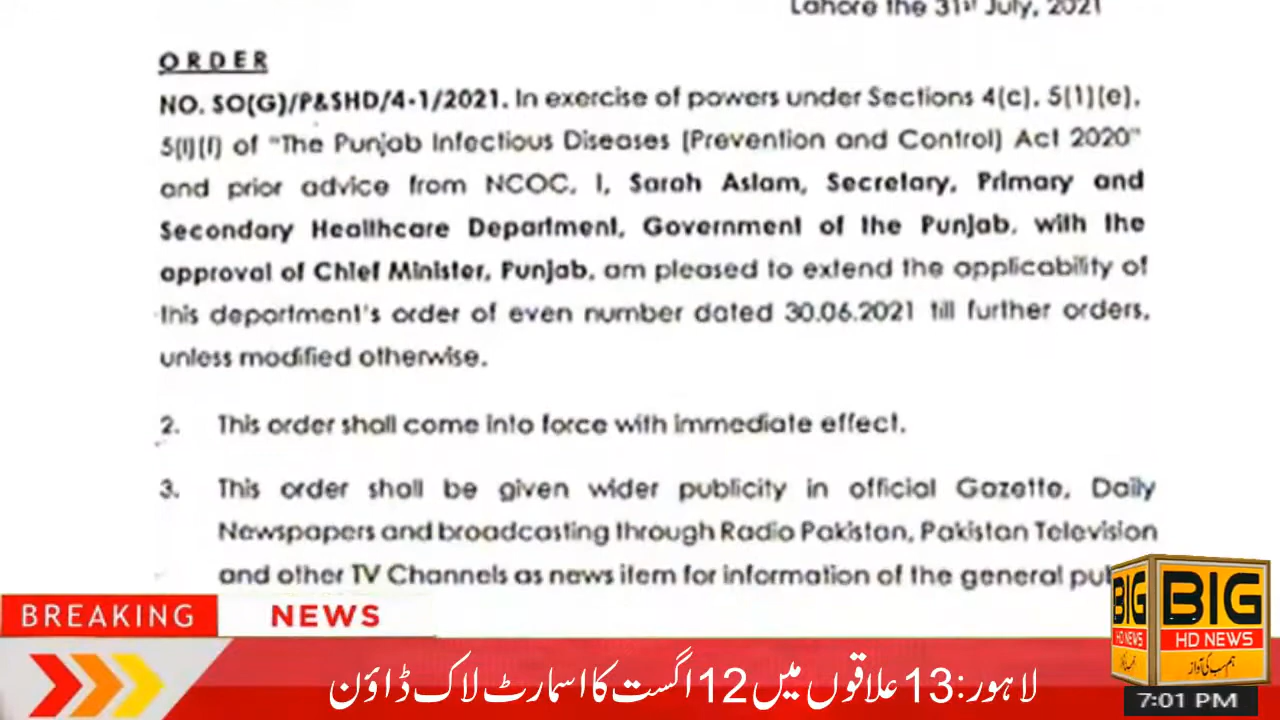 Lahore the 31st July, 2021
ORDER
NO. SO(G)/P&SHD/4-1/2021. In exercise of powers under Sections 4(c), 5(1)(e),
5(1)(f) of "The Punjab Infectious Diseases (Prevention and Control) Act 2020"
and prior advice from NCOC, I, Sarah Aslam, Secretary, Primary and
Secondary Healthcare Department, Government of the Punjab, with the
approval of Chief Minister, Punjab, am pleased to extend the applicability of
this department's order of even number dated 30.06.2021 till further orders,
unless modified otherwise.
2. This order shall come into force with immediate effect.
3. This order shall be given wider publicity in official Gazette, Daily
Newspapers and broadcasting through Radio Pakistan, Pakistan Television
and other TV Channels as news item for information of the general
BIG
HD NEWS
BIG
HD NEWS
ہم سب کی آواز
BREAKING NEWS
لاہور: 13 علاقوں میں 12 اگست کا اسمارٹ لاک ڈاؤن
7:01 PM